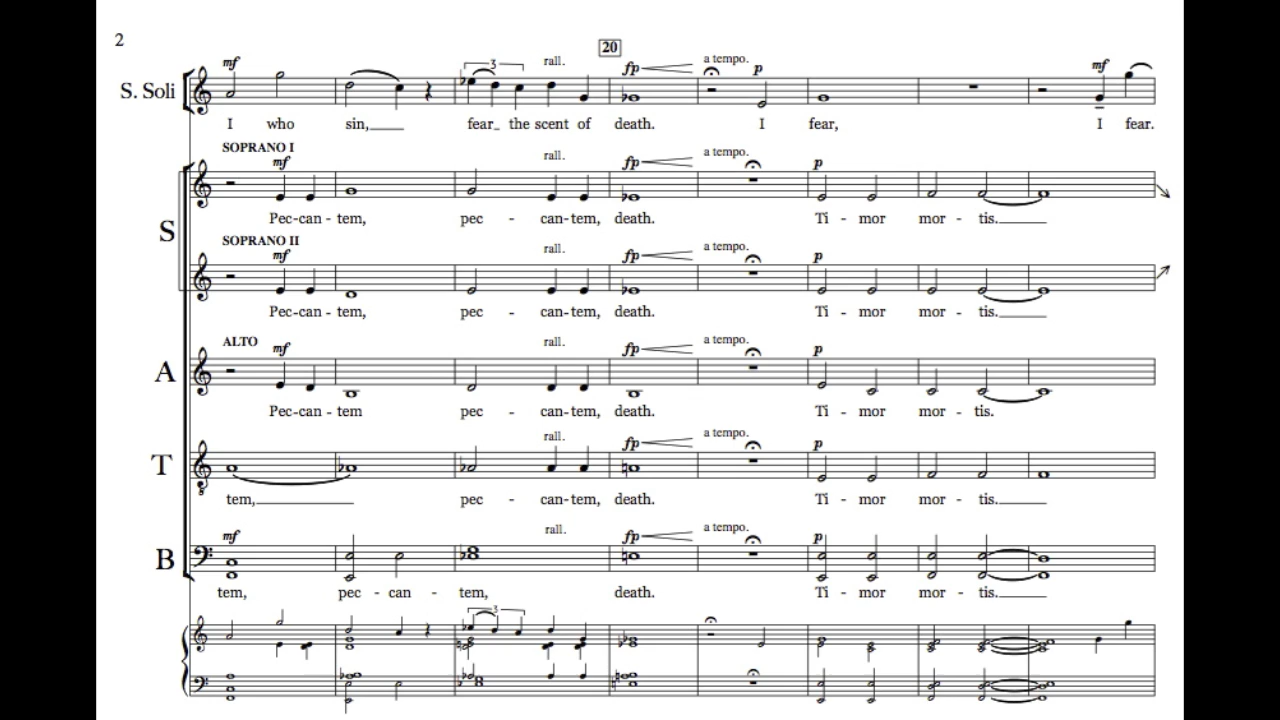 2
20
mf 3 rall. fp a tempo. p mf
S. Soli
I who sin, fear_ the scent of death. I fear, I fear.
SOPRANO I
mf rall. fp a tempo. p
Pec-can - tem, pec - can-tem, death. Ti - mor mor - tis.
S
SOPRANO II
mf rall. fp a tempo. p
Pec-can - tem, pec - can-tem, death. Ti - mor mor - tis.
ALTO
mf rall. fp a tempo. p
A
Pec-can - tem pec - can-tem, death. Ti - mor mor - tis.
rall. fp a tempo. p
T
8
tem, pec - can-tem, death. Ti - mor mor - tis.
mf rall. fp a tempo. p
B
tem, pec - can - tem, death. Ti - mor mor - tis.
3